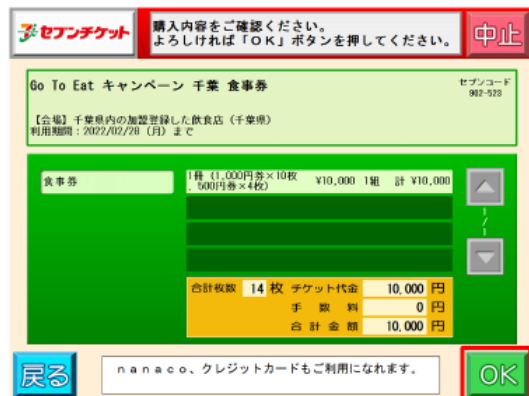 セブンチケット
購入内容をご確認ください。
よろしければ「OK」ボタンを押してください。
中止
Go To Eat キャンペーン 千葉 食事券
セブンコード
902-523
【会場】千葉県内の加盟登録した飲食店（千葉県）
利用期間：2022/02/28（月）まで
食事券
1冊（1,000円券×10枚
、500円券×4枚）
¥10,000 1組 計 ¥10,000
1
/
1
合計枚数 14 枚 チケット代金 10,000 円
手数料 0 円
合計金額 10,000 円
戻る
nanaco、クレジットカードもご利用になれます。
OK